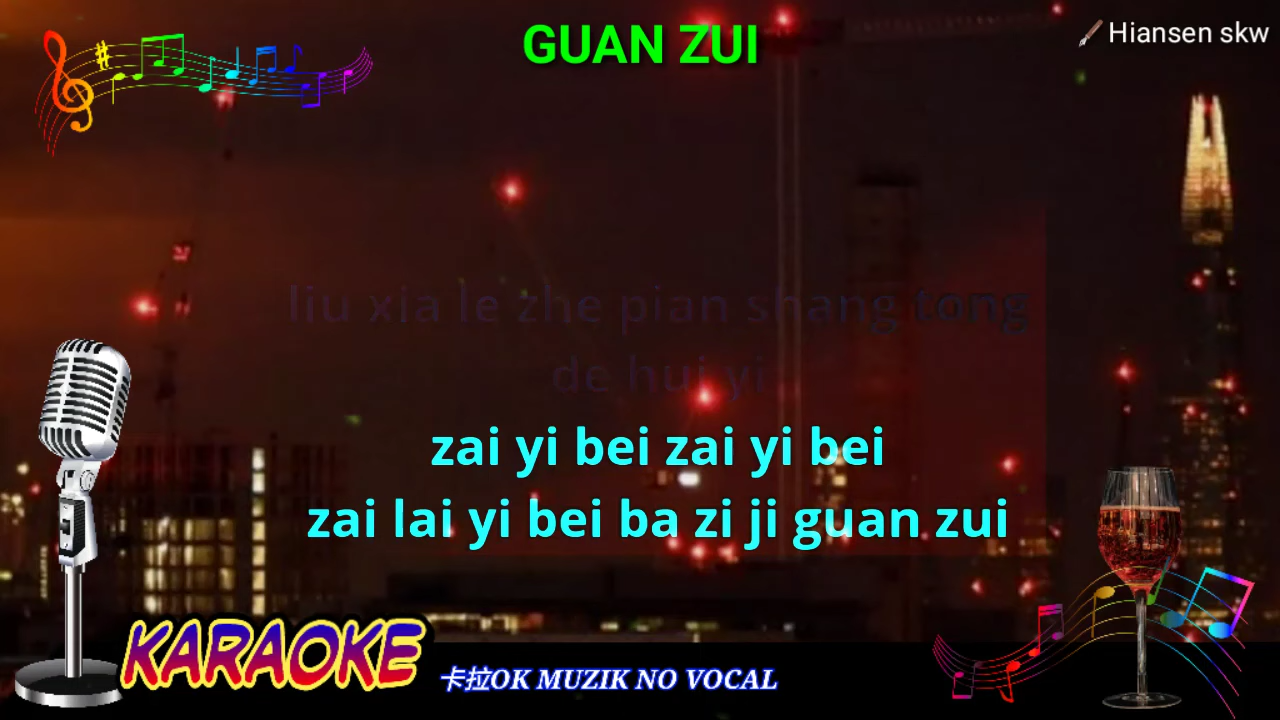 GUAN ZUI
Hiansen skw
liu xia le zhe pian shang tong
de hui yi
zai yi bei zai yi bei
zai lai yi bei ba zi ji guan zui
KARAOKE
卡拉OK MUZIK NO VOCAL